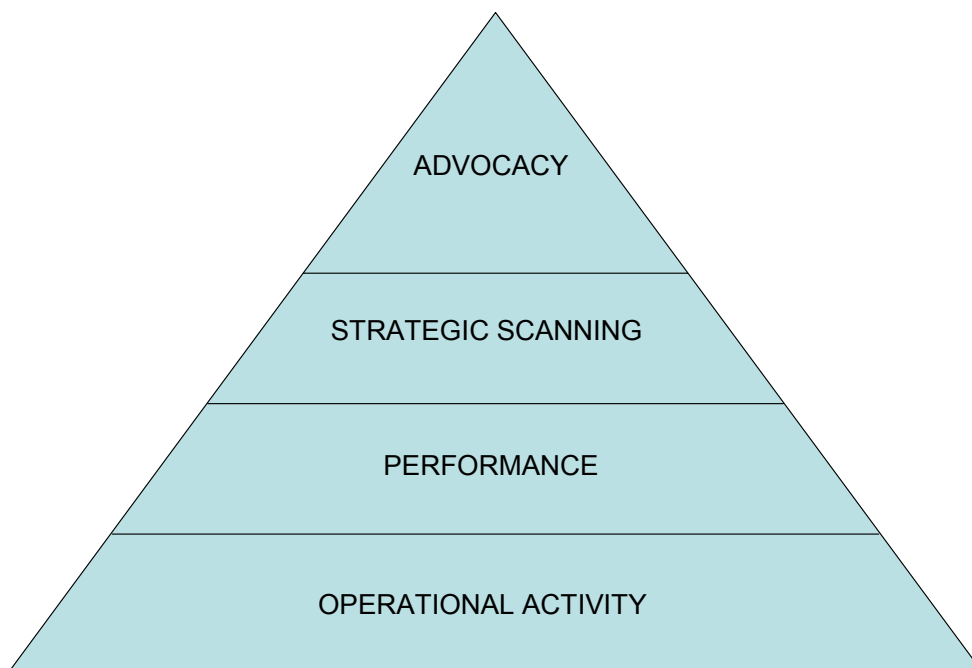 ADVOCACY
STRATEGIC SCANNING
PERFORMANCE
OPERATIONAL ACTIVITY